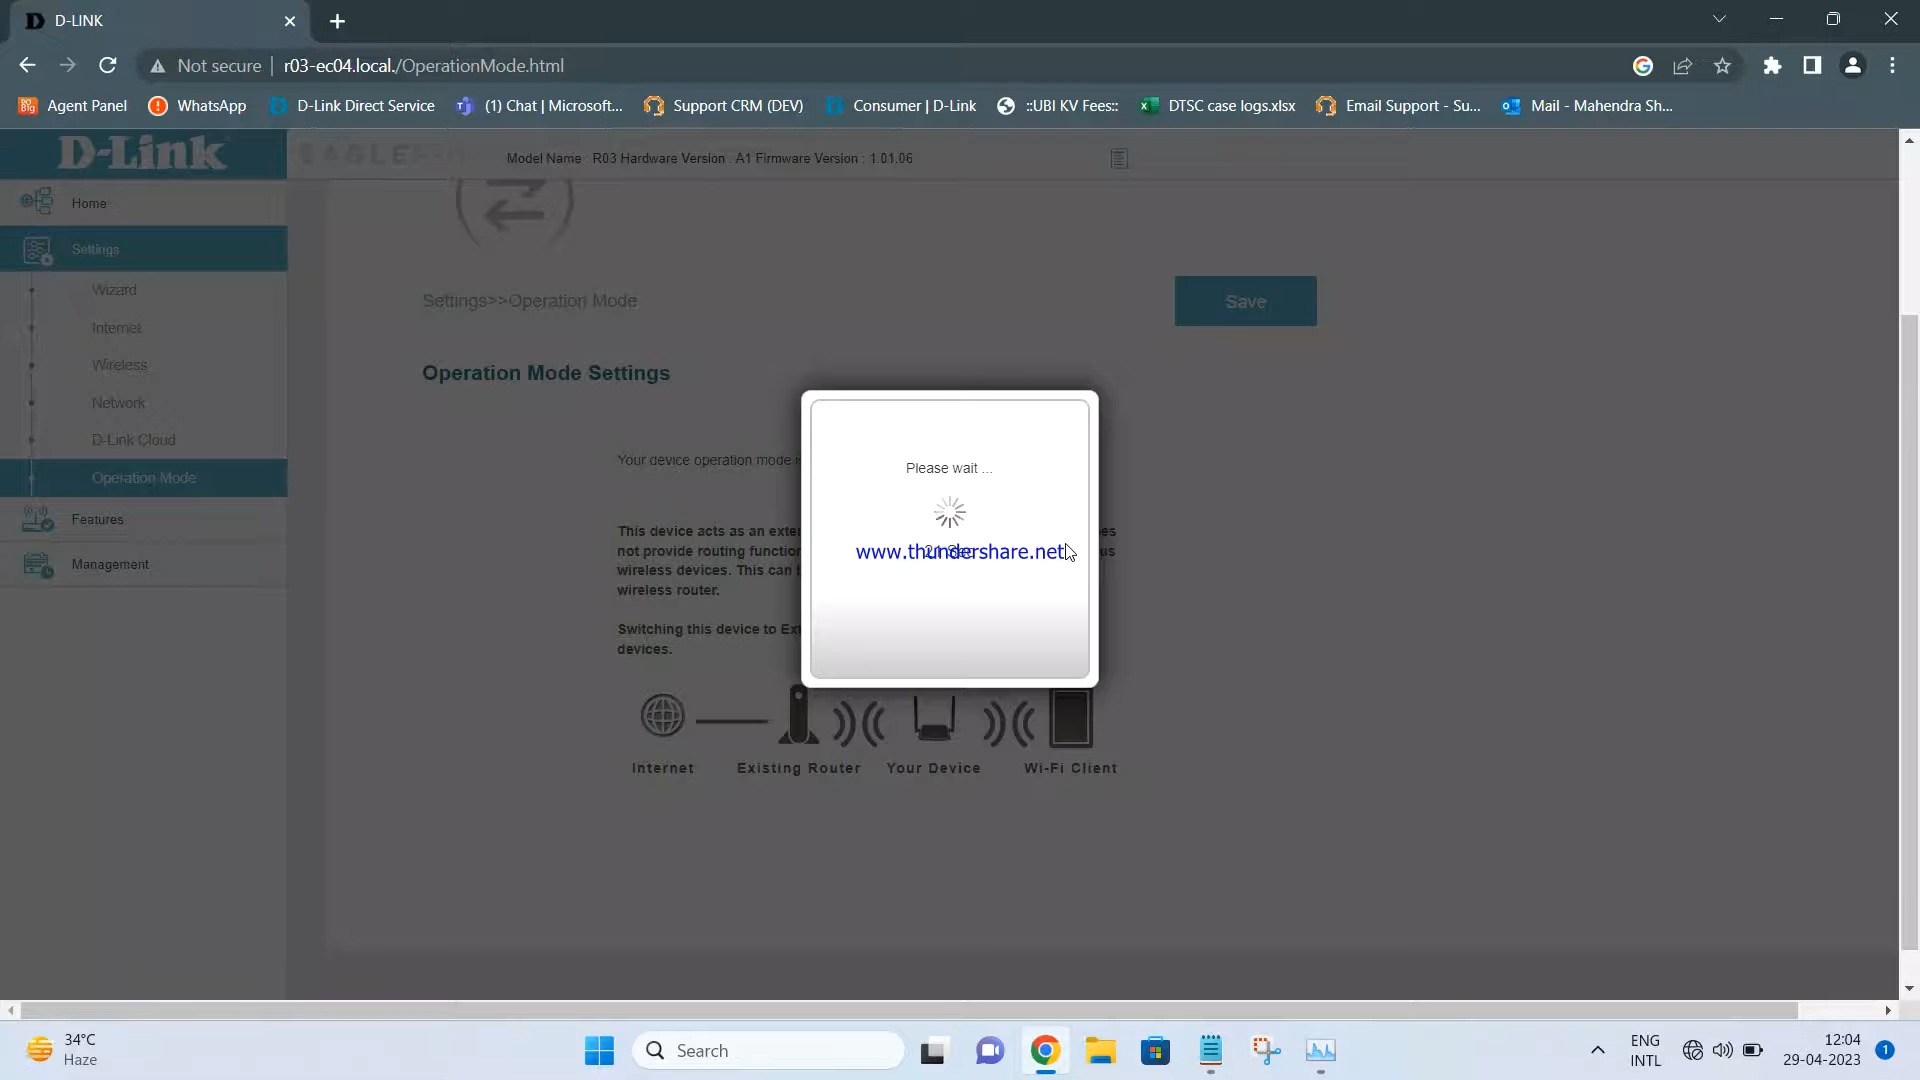 D-LINK
Not secure
r03-ec04.local./OperationMode.html
Agent Panel
WhatsApp
D-Link Direct Service
(1) Chat | Microsoft...
Support CRM (DEV)
Consumer | D-Link
::UBI KV Fees::
DTSC case logs.xlsx
Email Support - Su...
Mail - Mahendra Sh...
D-Link
Model Name : R03 Hardware Version : A1 Firmware Version : 1.01.06
Home
Settings
Wizard
Internet
Wireless
Network
D-Link Cloud
Operation Mode
Features
Management
Settings>>Operation Mode
Save
Operation Mode Settings
Your device operation mode
This device acts as an
not provide routing
us
wireless devices. This can
wireless router.
Switching this device to
devices.
Please wait ...
www.thundershare.net
Internet
Existing Router
Your Device
Wi-Fi Client
34°C
Haze
Search
ENG
INTL
12:04
29-04-2023
1